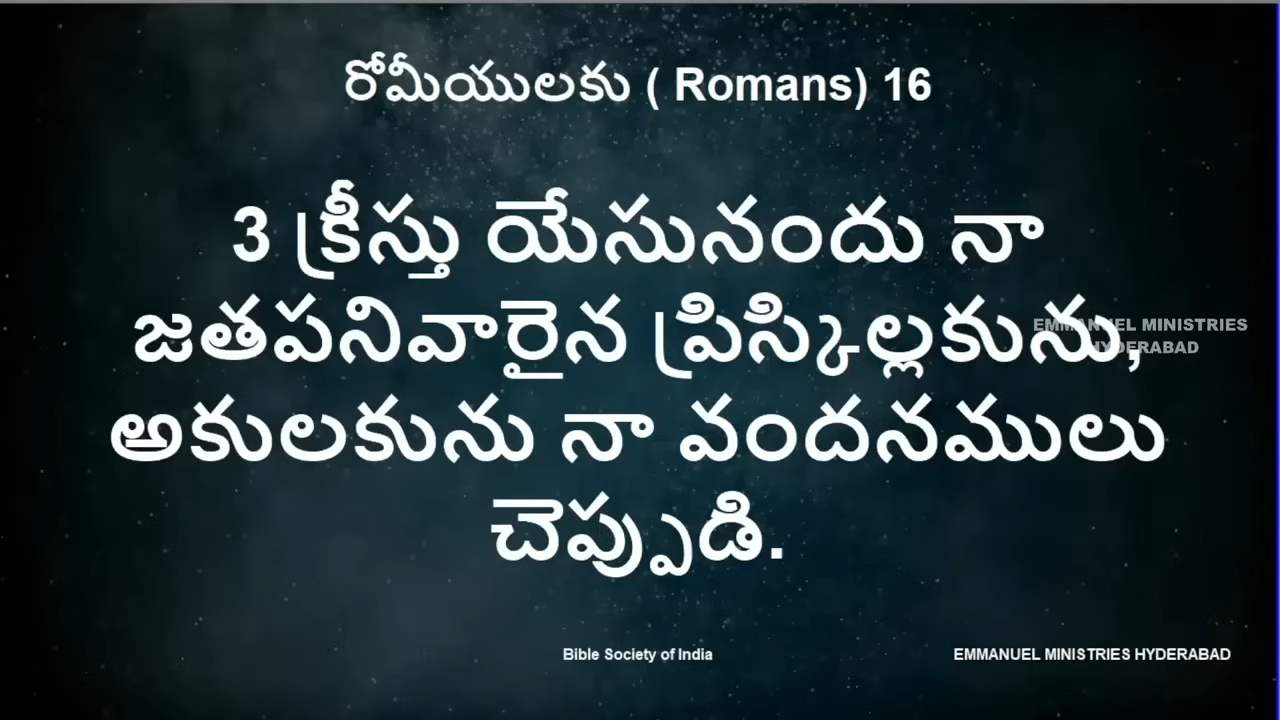 రోమీయులకు ( Romans) 16
3 క్రీస్తు యేసునందు నా
జతపనివారైన ప్రిస్కిల్లకును,
EMMANUEL MINISTRIES
HYDERABAD
అకులకును నా వందనములు
చెప్పుడి.
Bible Society of India
EMMANUEL MINISTRIES HYDERABAD